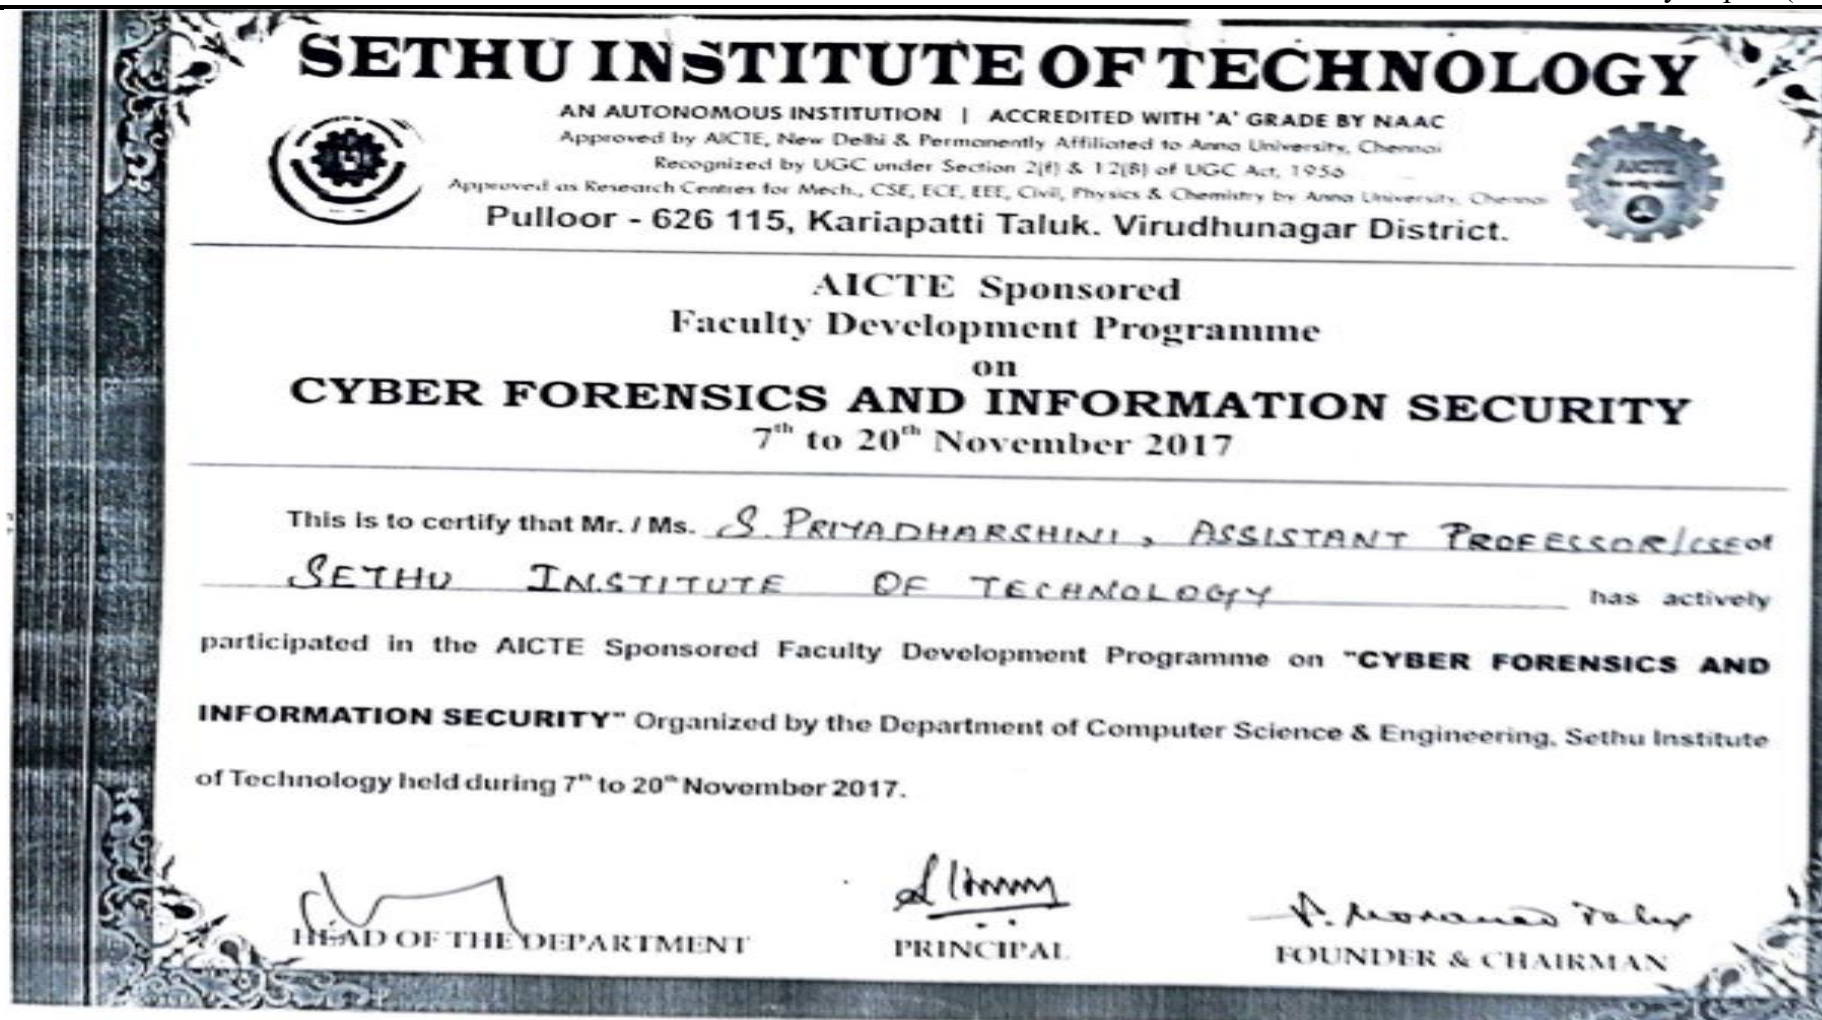 SETHU INSTITUTE OF TECHNOLOGY
AN AUTONOMOUS INSTITUTION | ACCREDITED WITH 'A' GRADE BY NAAC
Approved by AICTE, New Delhi & Permanently Affiliated to Anna University, Chennai
Recognized by UGC under Section 2(f) & 12(B) of UGC Act, 1956
Approved as Research Centres for Mech., CSE, ECE, EEE, Civil, Physics & Chemistry by Anna University, Chennai
AICTE
Pulloor - 626 115, Kariapatti Taluk. Virudhunagar District.
AICTE Sponsored
Faculty Development Programme
on
CYBER FORENSICS AND INFORMATION SECURITY
7th to 20th November 2017
This is to certify that Mr. / Ms. S. PRIYADHARSHINI, ASSISTANT PROFESSOR/CSE of
SETHU INSTITUTE OF TECHNOLOGY has actively
participated in the AICTE Sponsored Faculty Development Programme on "CYBER FORENSICS AND
INFORMATION SECURITY" Organized by the Department of Computer Science & Engineering, Sethu Institute
of Technology held during 7th to 20th November 2017.
HEAD OF THE DEPARTMENT
PRINCIPAL
FOUNDER & CHAIRMAN